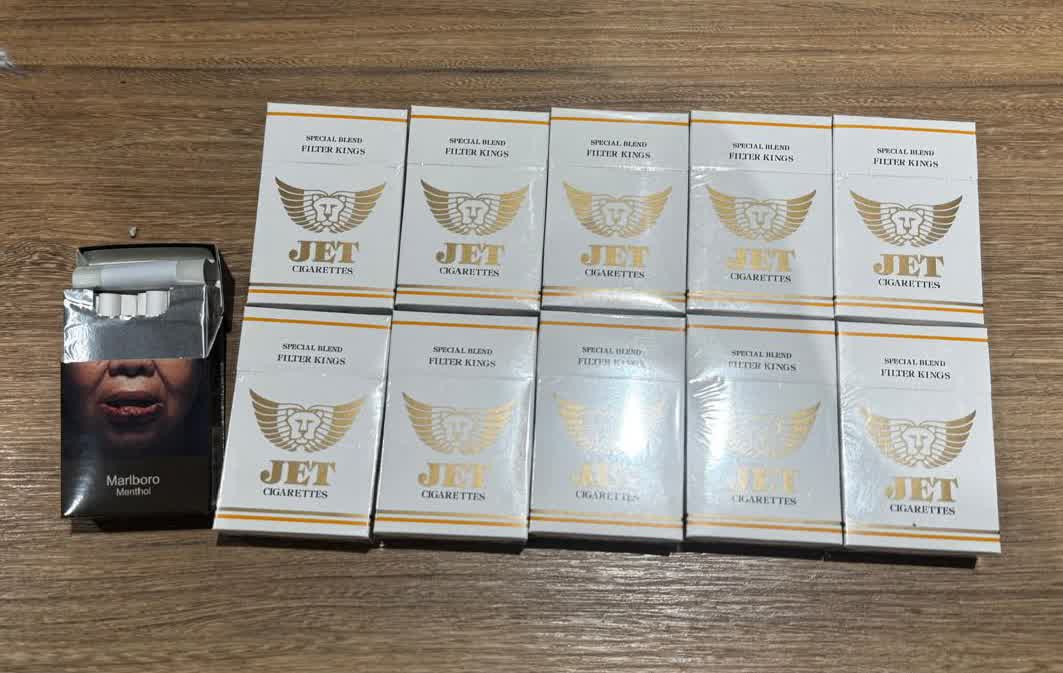 SPECIAL BLEND
FILTER KINGS
JET
CIGARETTES
SPECIAL BLEND
FILTER KINGS
JET
CIGARETTES
SPECIAL BLEND
FILTER KINGS
JET
CIGARETTES
SPECIAL BLEND
FILTER KINGS
JET
CIGARETTES
SPECIAL BLEND
FILTER KINGS
JET
CIGARETTES
Marlboro
Menthol
SPECIAL BLEND
FILTER KINGS
JET
CIGARETTES
SPECIAL BLEND
FILTER KINGS
JET
CIGARETTES
SPECIAL BLEND
FILTER KINGS
JET
CIGARETTES
SPECIAL BLEND
FILTER KINGS
JET
CIGARETTES
SPECIAL BLEND
FILTER KINGS
JET
CIGARETTES